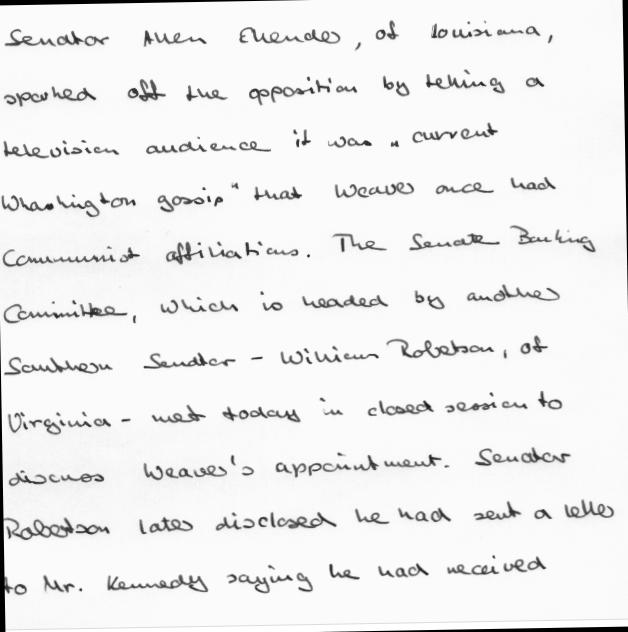 Senator Allen Ellender, of Louisiana,
sparked off the opposition by telling a
television audience it was "current
Whashington gossip" that Weaver once had
Communist affiliations. The Senate Banking
Committee, which is headed by another
Southern Senator - William Robertson, of
Virginia - met today in closed session to
discuss Weaver's appointment. Senator
Robertson later disclosed he had sent a letter
to Mr. Kennedy saying he had received